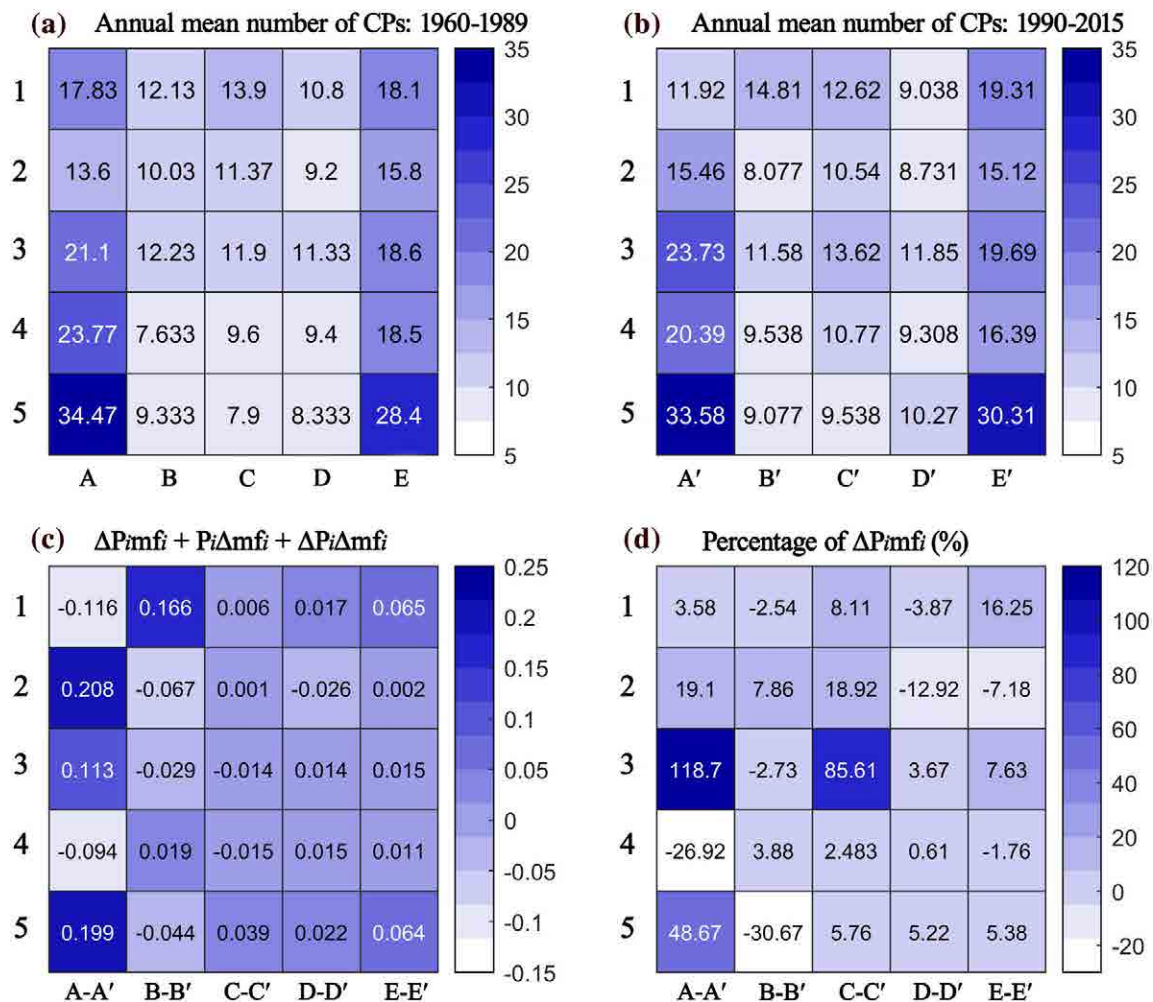 (a) Annual mean number of CPs: 1960-1989
1 17.83 12.13 13.9 10.8 18.1
2 13.6 10.03 11.37 9.2 15.8
3 21.1 12.23 11.9 11.33 18.6
4 23.77 7.633 9.6 9.4 18.5
5 34.47 9.333 7.9 8.333 28.4
A B C D E
35
30
25
20
15
10
5
(b) Annual mean number of CPs: 1990-2015
1 11.92 14.81 12.62 9.038 19.31
2 15.46 8.077 10.54 8.731 15.12
3 23.73 11.58 13.62 11.85 19.69
4 20.39 9.538 10.77 9.308 16.39
5 33.58 9.077 9.538 10.27 30.31
A′ B′ C′ D′ E′
35
30
25
20
15
10
5
(c) ΔPimfi + PiΔmfi + ΔPiΔmfi
1 -0.116 0.166 0.006 0.017 0.065
2 0.208 -0.067 0.001 -0.026 0.002
3 0.113 -0.029 -0.014 0.014 0.015
4 -0.094 0.019 -0.015 0.015 0.011
5 0.199 -0.044 0.039 0.022 0.064
A-A′ B-B′ C-C′ D-D′ E-E′
0.25
0.2
0.15
0.1
0.05
0
-0.05
-0.1
-0.15
(d) Percentage of ΔPimfi (%)
1 3.58 -2.54 8.11 -3.87 16.25
2 19.1 7.86 18.92 -12.92 -7.18
3 118.7 -2.73 85.61 3.67 7.63
4 -26.92 3.88 2.483 0.61 -1.76
5 48.67 -30.67 5.76 5.22 5.38
A-A′ B-B′ C-C′ D-D′ E-E′
120
100
80
60
40
20
0
-20